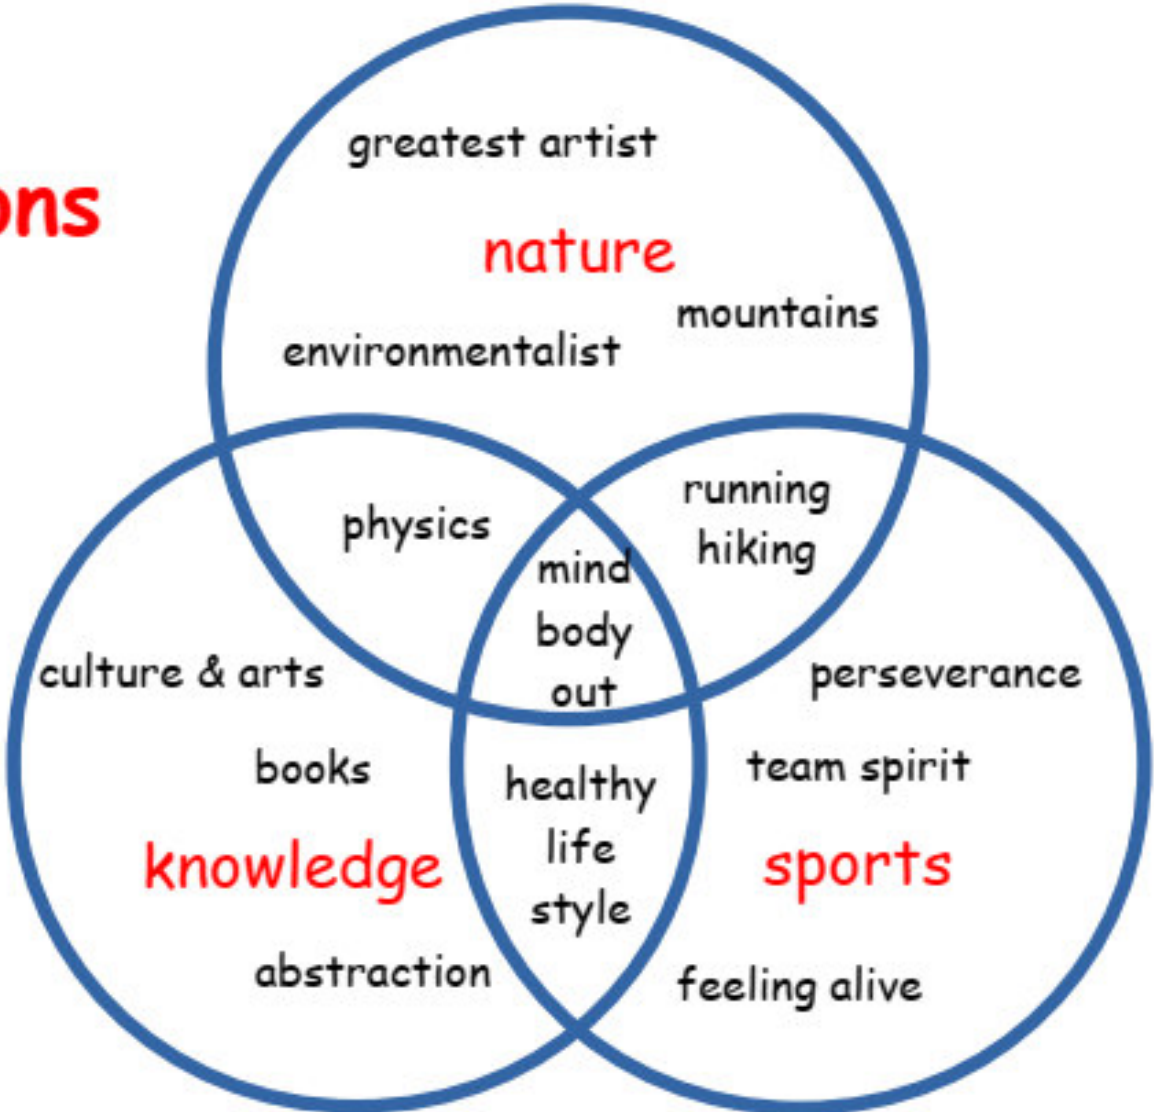 greatest artist
ons
nature
mountains
environmentalist
running
physics
hiking
mind
body
culture & arts
out
perseverance
books
team spirit
healthy
life
knowledge
sports
style
abstraction
feeling alive